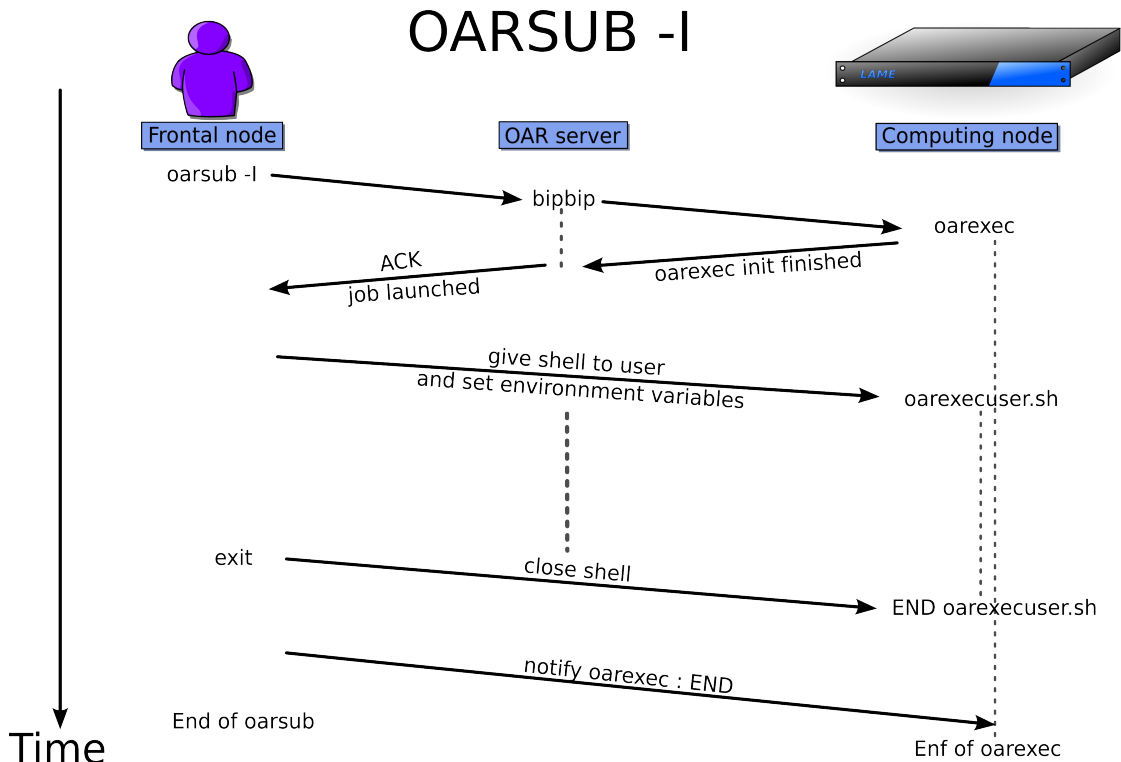 OARSUB -I
LAME
Frontal node
OAR server
Computing node
oarsub -I
bipbip
oarexec
ACK
job launched
oarexec init finished
give shell to user
and set environnment variables
oarexecuser.sh
exit
close shell
END oarexecuser.sh
notify oarexec : END
End of oarsub
Time
Enf of oarexec